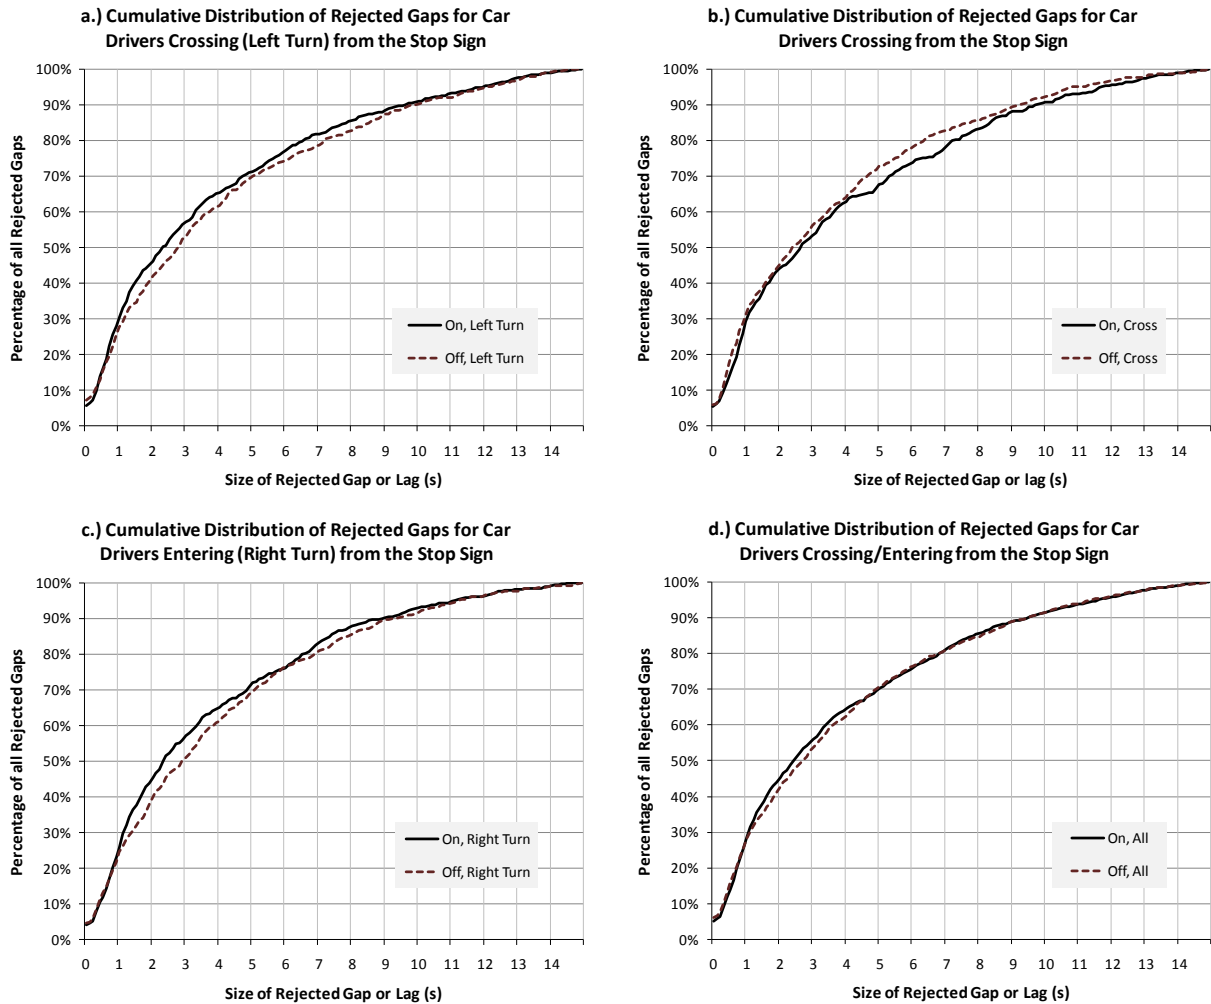 a.) Cumulative Distribution of Rejected Gaps for Car
Drivers Crossing (Left Turn) from the Stop Sign
100%
90%
80%
70%
60%
50%
40%
30%
20%
10%
0%
Percentage of all Rejected Gaps
On, Left Turn
Off, Left Turn
0 1 2 3 4 5 6 7 8 9 10 11 12 13 14
Size of Rejected Gap or Lag (s)
b.) Cumulative Distribution of Rejected Gaps for Car
Drivers Crossing from the Stop Sign
100%
90%
80%
70%
60%
50%
40%
30%
20%
10%
0%
Percentage of all Rejected Gaps
On, Cross
Off, Cross
0 1 2 3 4 5 6 7 8 9 10 11 12 13 14
Size of Rejected Gap or lag (s)
c.) Cumulative Distribution of Rejected Gaps for Car
Drivers Entering (Right Turn) from the Stop Sign
100%
90%
80%
70%
60%
50%
40%
30%
20%
10%
0%
Percentage of all Rejected Gaps
On, Right Turn
Off, Right Turn
0 1 2 3 4 5 6 7 8 9 10 11 12 13 14
Size of Rejected Gap or Lag (s)
d.) Cumulative Distribution of Rejected Gaps for Car
Drivers Crossing/Entering from the Stop Sign
100%
90%
80%
70%
60%
50%
40%
30%
20%
10%
0%
Percentage of all Rejected Gaps
On, All
Off, All
0 1 2 3 4 5 6 7 8 9 10 11 12 13 14
Size of Rejected Gap or Lag (s)